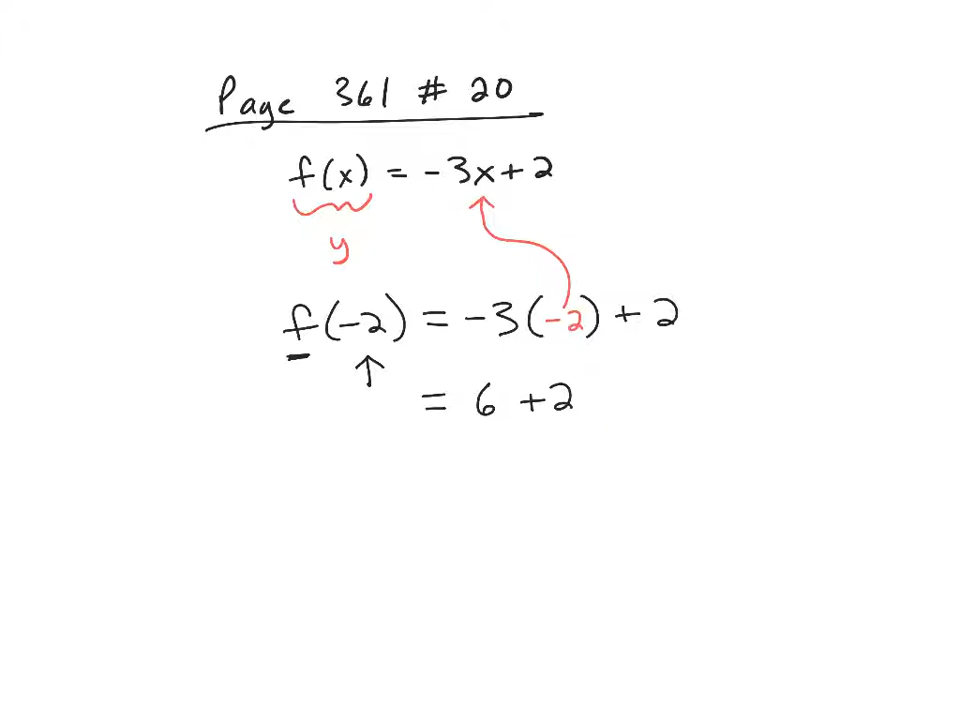 Page 361 # 20
f(x) = -3x+2
y
f(-2) = -3(-2) + 2
= 6 +2